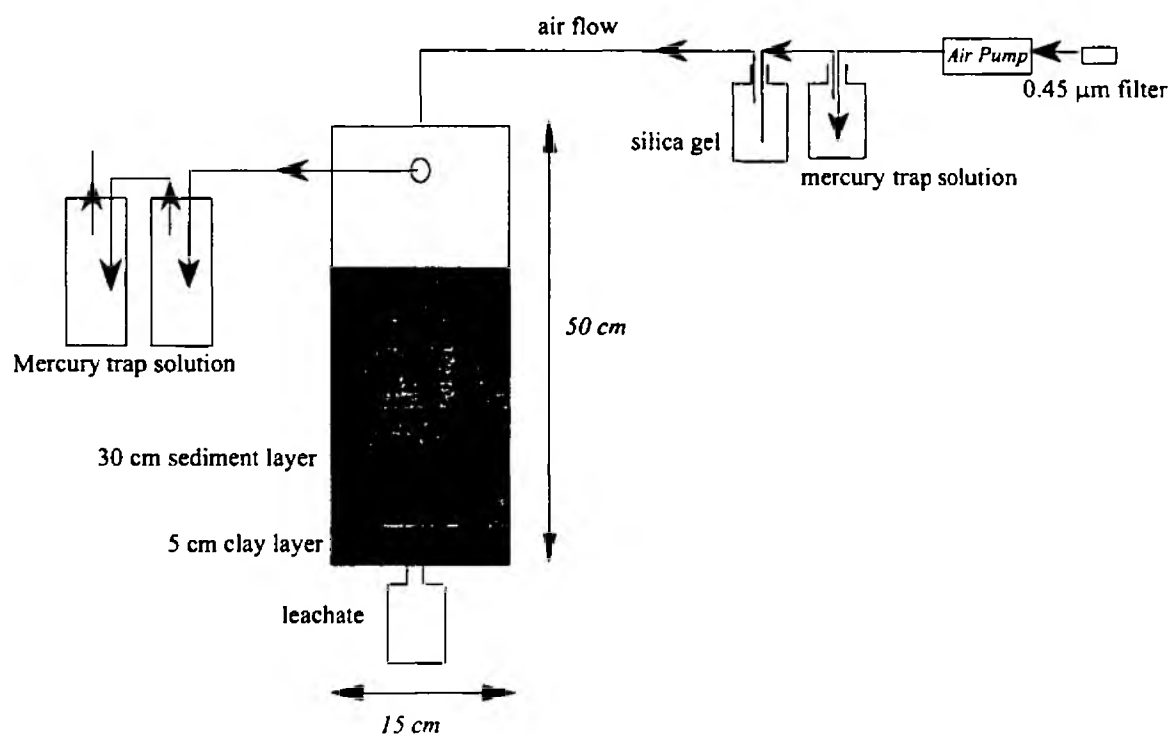 air flow
Air Pump
0.45 µm filter
silica gel
mercury trap solution
50 cm
Mercury trap solution
30 cm sediment layer
5 cm clay layer
leachate
15 cm